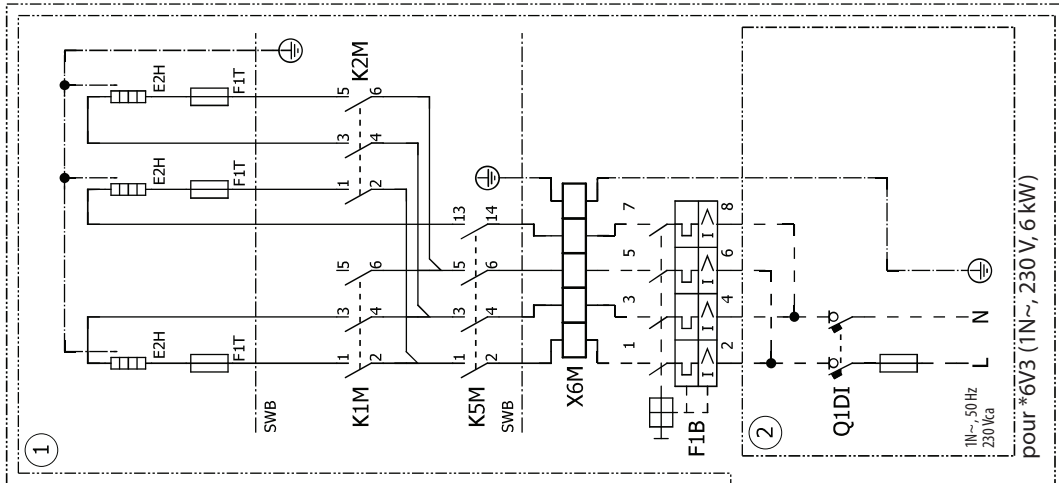 1
E2H
F1T
E2H
F1T
E2H
F1T
SWB
K2M
5
6
3
4
1
2
13
14
5
6
5
6
3
4
3
4
1
2
1
2
K1M
K5M
SWB
X6M
7
5
3
1
I>
I>
I>
I>
8
6
4
2
F1B
2
Q1DI
N
L
1N~, 50 Hz
230 Vca
pour *6V3 (1N~, 230 V, 6 kW)